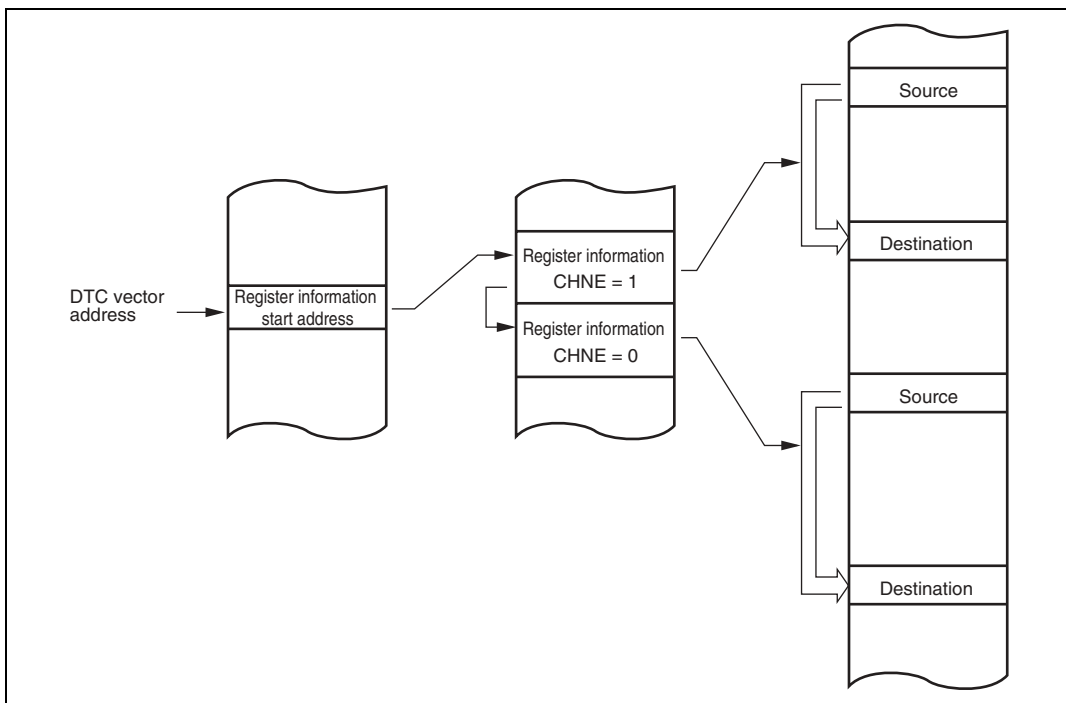 DTC vector
address
Register information
start address
Register information
CHNE = 1
Register information
CHNE = 0
Source
Destination
Source
Destination